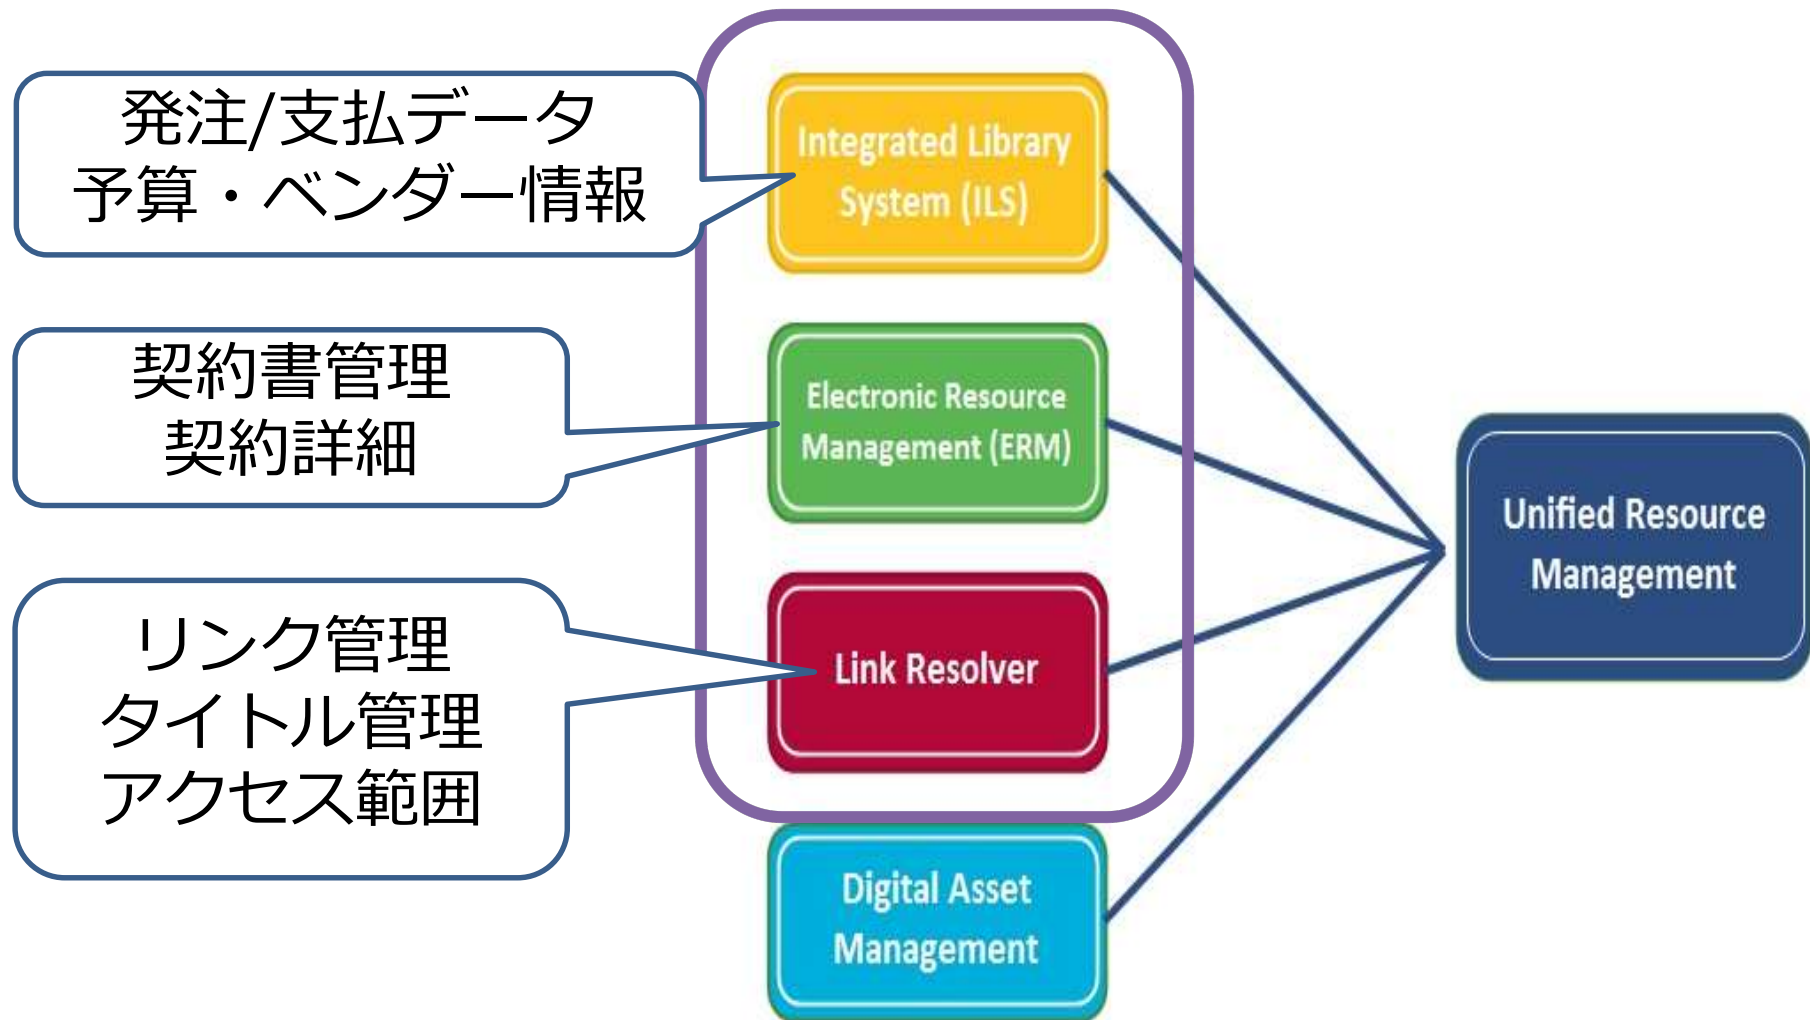 発注/支払データ
予算・ベンダー情報
Integrated Library
System (ILS)
契約書管理
契約詳細
Electronic Resource
Management (ERM)
リンク管理
タイトル管理
アクセス範囲
Link Resolver
Digital Asset
Management
Unified Resource
Management